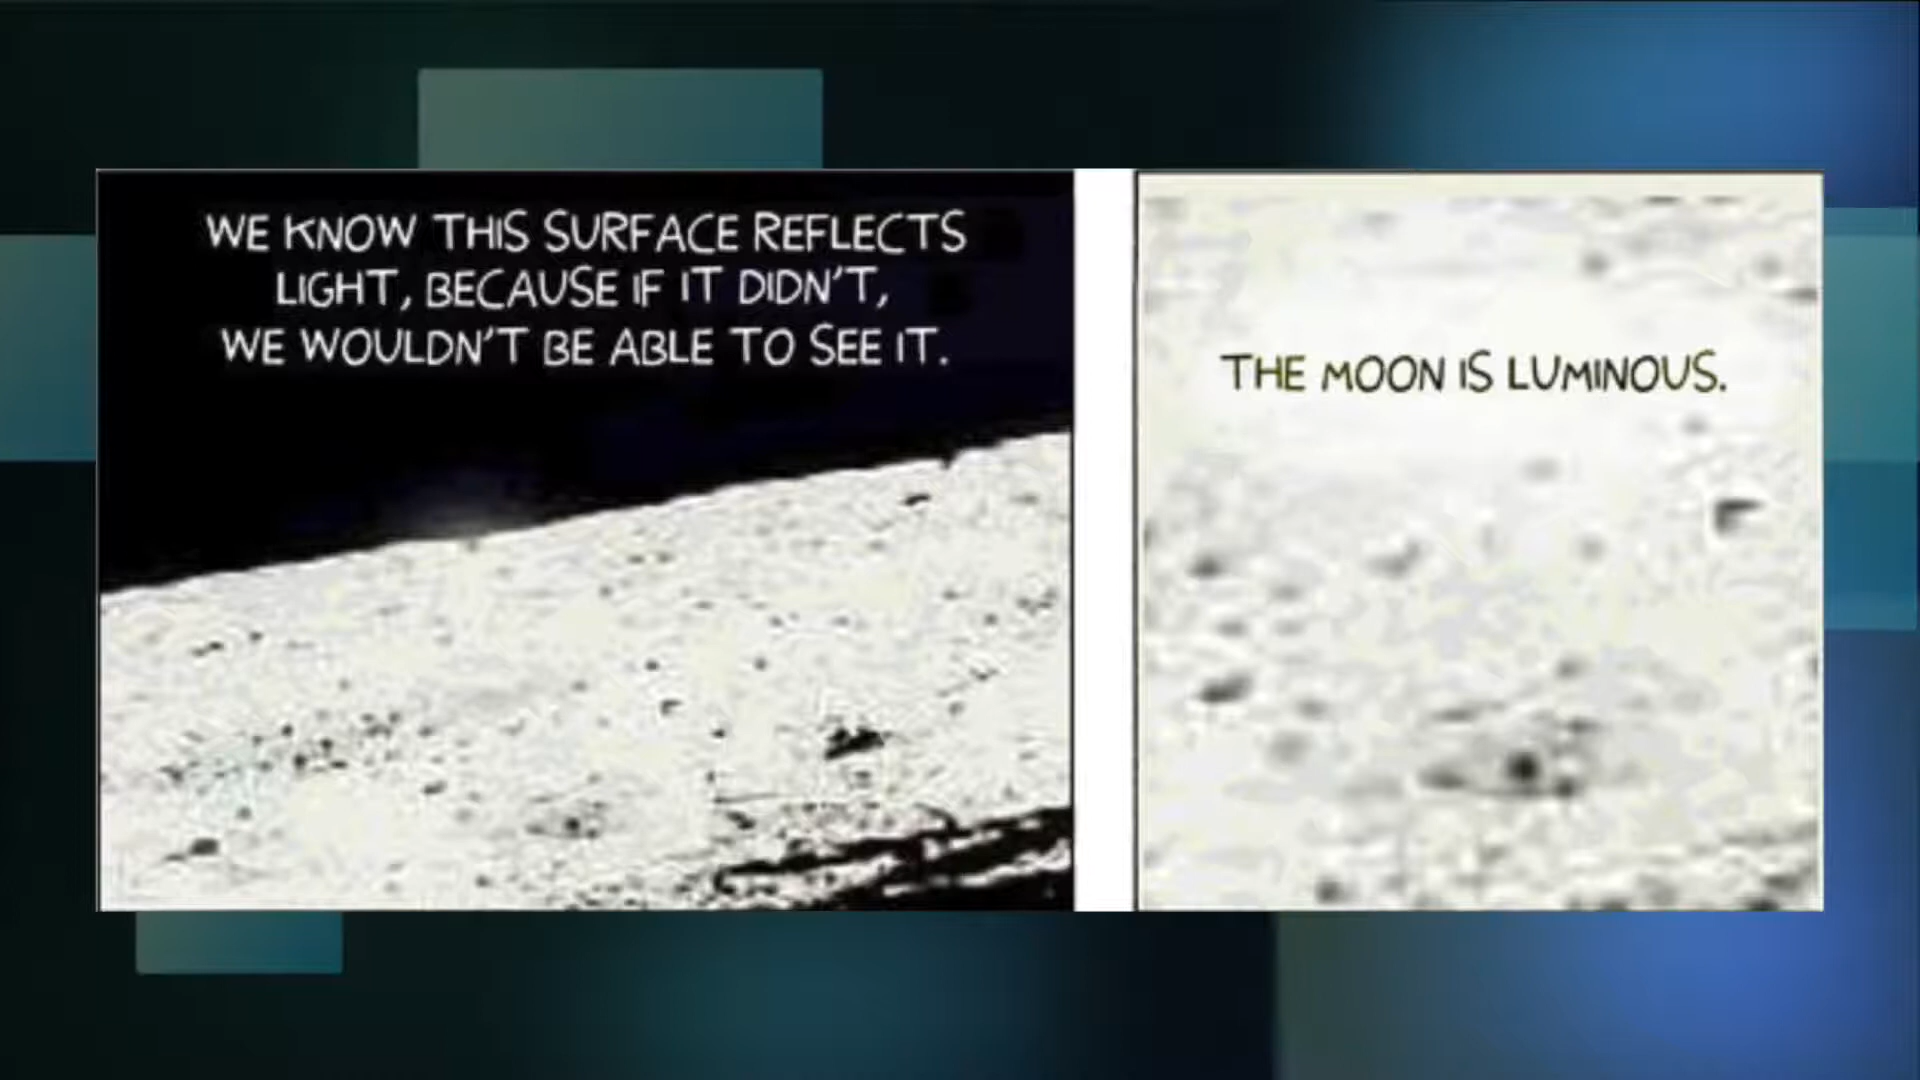 WE KNOW THIS SURFACE REFLECTS
LIGHT, BECAUSE IF IT DIDN'T,
WE WOULDN'T BE ABLE TO SEE IT.
THE MOON IS LUMINOUS.